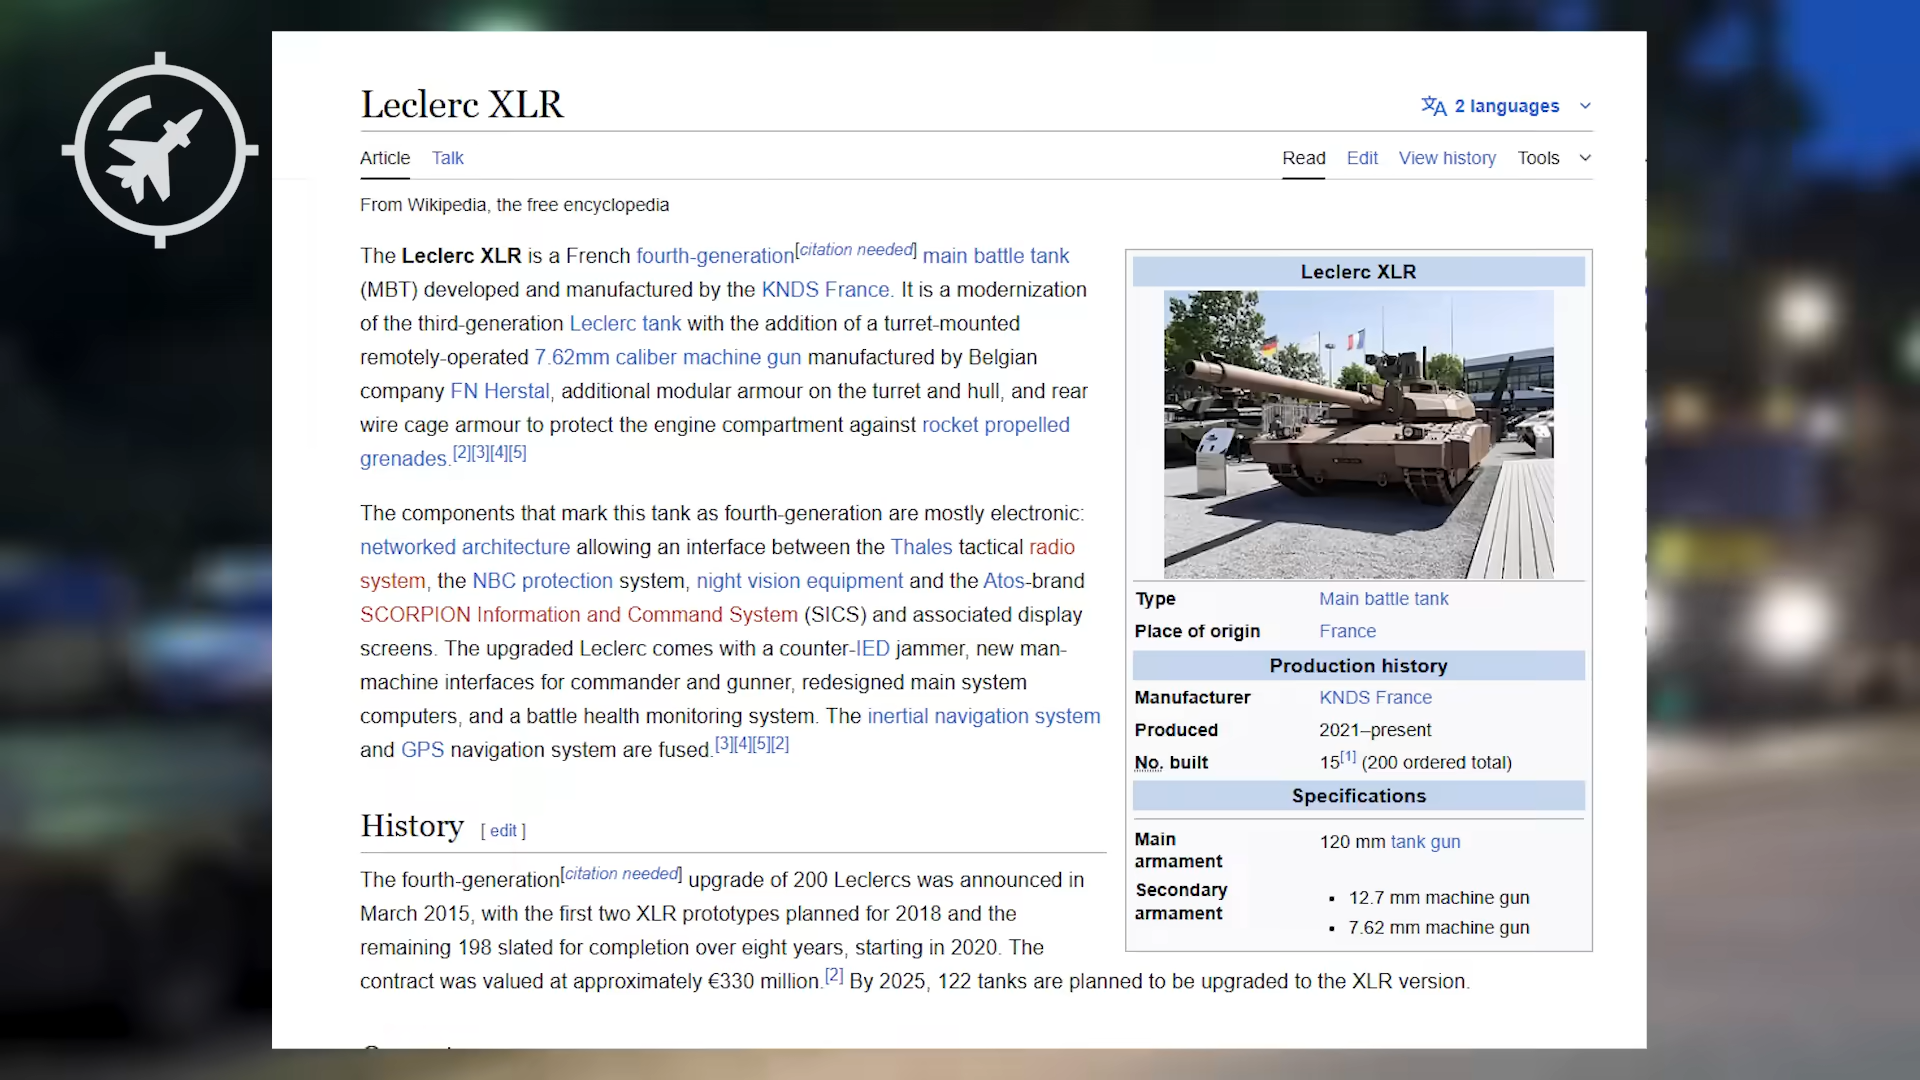 Leclerc XLR
2 languages
Article Talk
Read Edit View history Tools
From Wikipedia, the free encyclopedia
The Leclerc XLR is a French fourth-generation[citation needed] main battle tank
(MBT) developed and manufactured by the KNDS France. It is a modernization
of the third-generation Leclerc tank with the addition of a turret-mounted
remotely-operated 7.62mm caliber machine gun manufactured by Belgian
company FN Herstal, additional modular armour on the turret and hull, and rear
wire cage armour to protect the engine compartment against rocket propelled
grenades.[2][3][4][5]
The components that mark this tank as fourth-generation are mostly electronic:
networked architecture allowing an interface between the Thales tactical radio
system, the NBC protection system, night vision equipment and the Atos-brand
SCORPION Information and Command System (SICS) and associated display
screens. The upgraded Leclerc comes with a counter-IED jammer, new man-
machine interfaces for commander and gunner, redesigned main system
computers, and a battle health monitoring system. The inertial navigation system
and GPS navigation system are fused.[3][4][5][2]
History [ edit ]
The fourth-generation[citation needed] upgrade of 200 Leclercs was announced in
March 2015, with the first two XLR prototypes planned for 2018 and the
remaining 198 slated for completion over eight years, starting in 2020. The
contract was valued at approximately €330 million.[2] By 2025, 122 tanks are planned to be upgraded to the XLR version.
Leclerc XLR
Type Main battle tank
Place of origin France
Production history
Manufacturer KNDS France
Produced 2021–present
No. built 15[1] (200 ordered total)
Specifications
Main armament 120 mm tank gun
Secondary armament
• 12.7 mm machine gun
• 7.62 mm machine gun